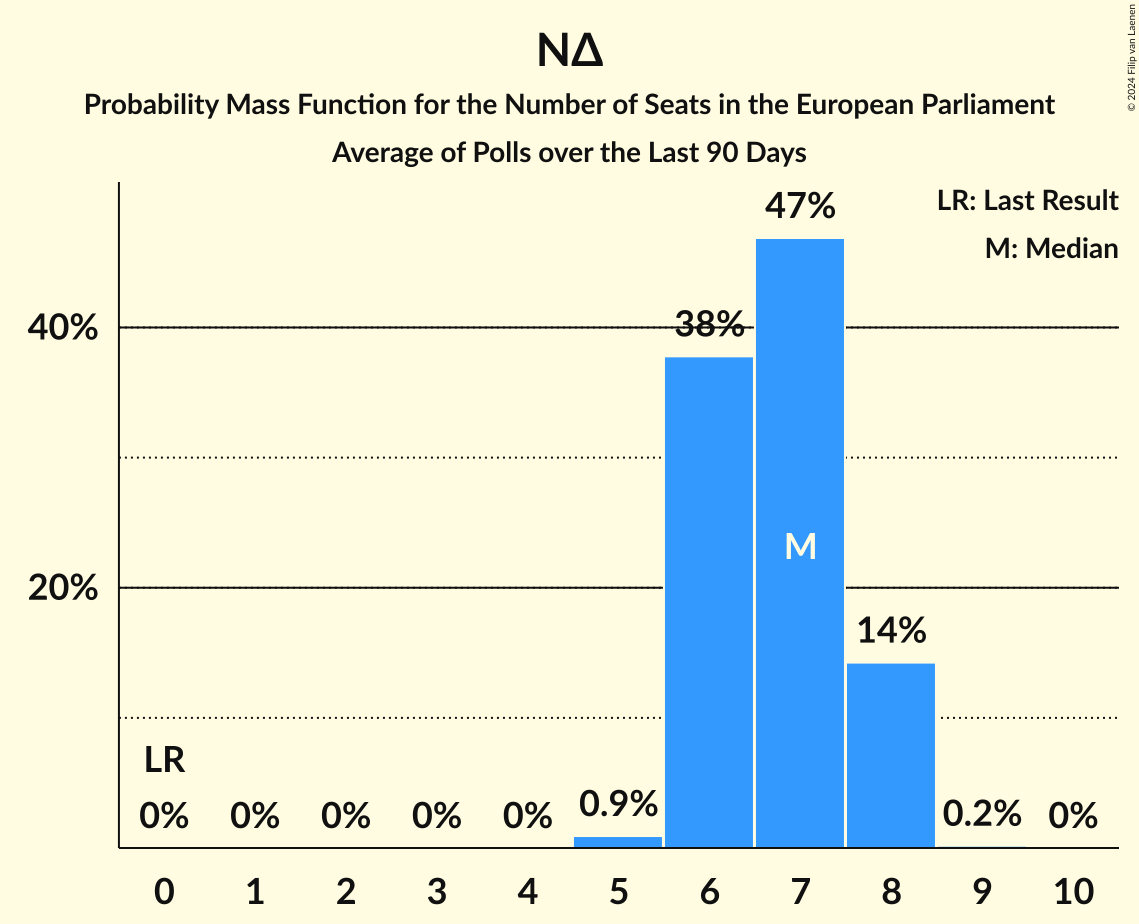 © 2024 Filip van Laenen
ΝΔ
Probability Mass Function for the Number of Seats in the European Parliament
Average of Polls over the Last 90 Days
LR: Last Result
M: Median
47%
38%
40%
M
20%
14%
LR
0% 0% 0% 0% 0% 0.9% 0.2% 0%
0 1 2 3 4 5 6 7 8 9 10